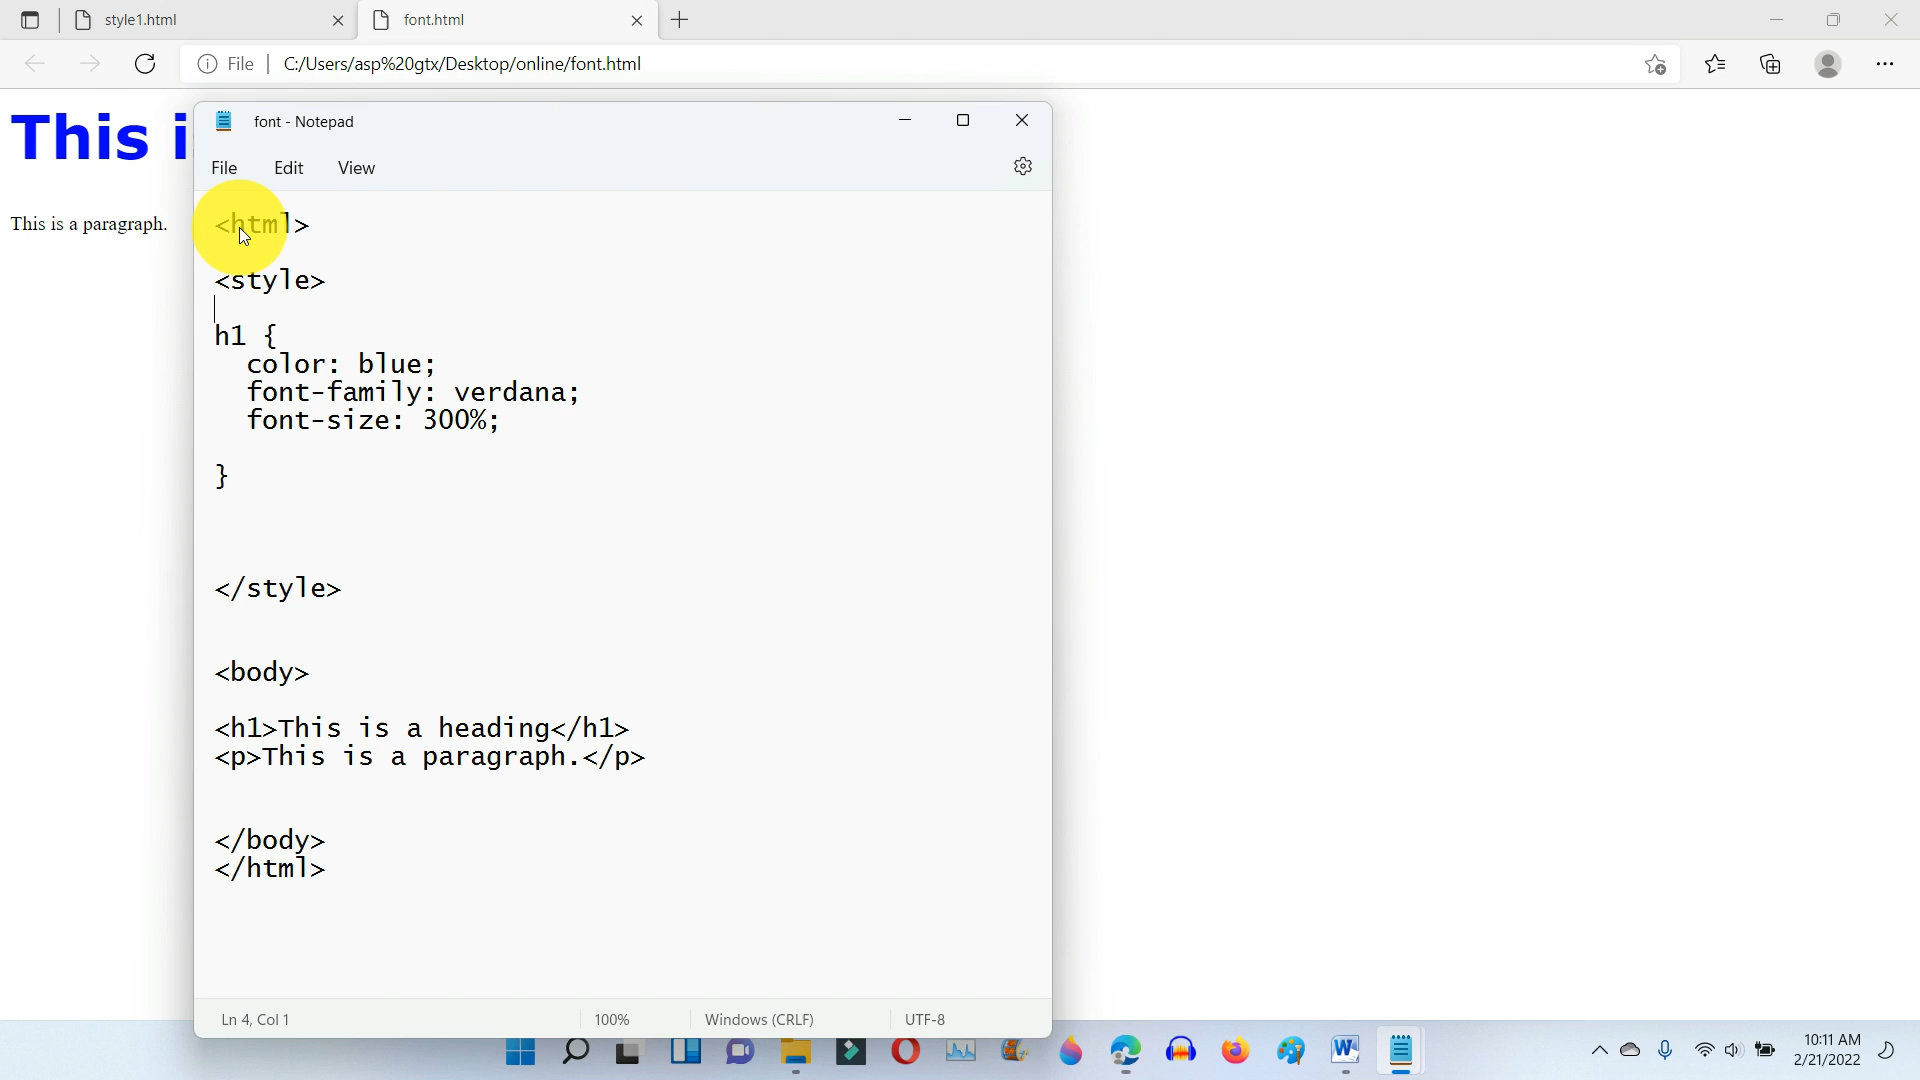 style1.html
font.html
File
C:/Users/asp%20gtx/Desktop/online/font.html
This i
This is a paragraph.
font - Notepad
File Edit View
<html>
<style>
h1 {
color: blue;
font-family: verdana;
font-size: 300%;
}
</style>
<body>
<h1>This is a heading</h1>
<p>This is a paragraph.</p>
</body>
</html>
Ln 4, Col 1
100%
Windows (CRLF)
UTF-8
10:11 AM
2/21/2022